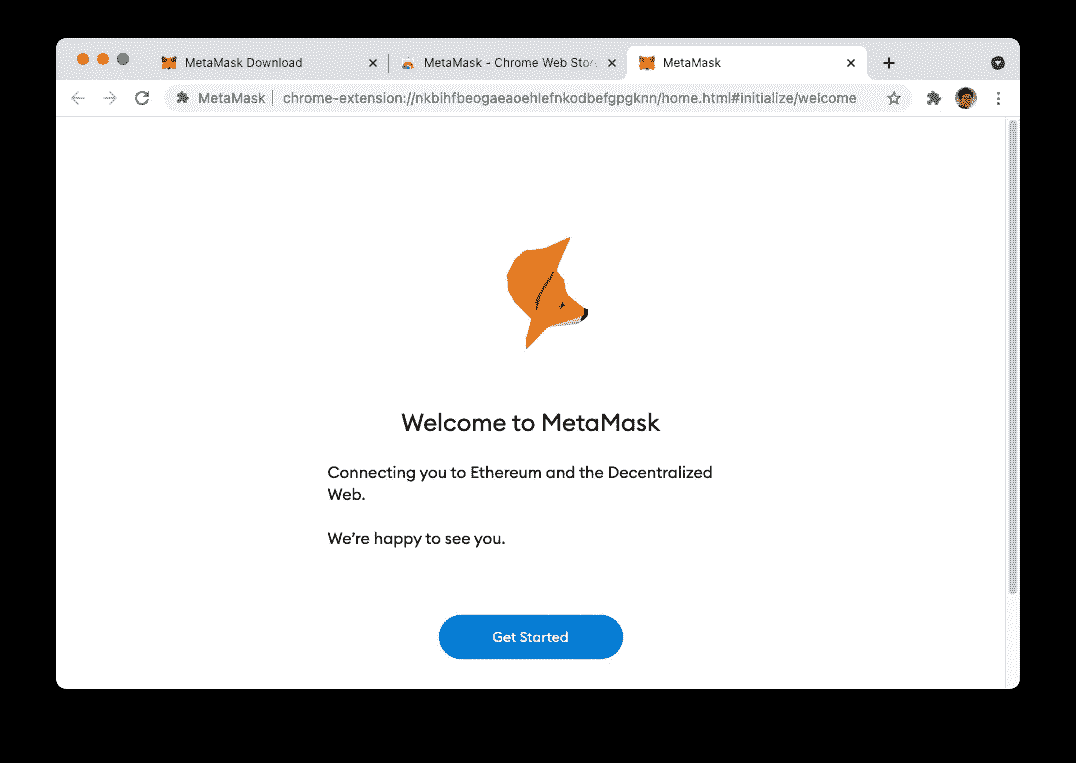 MetaMask Download
MetaMask - Chrome Web Stor
MetaMask
MetaMask | chrome-extension://nkbihfbeogaeaoehlefnkodbefgpgknn/home.html#initialize/welcome
Welcome to MetaMask
Connecting you to Ethereum and the Decentralized
Web.
We're happy to see you.
Get Started